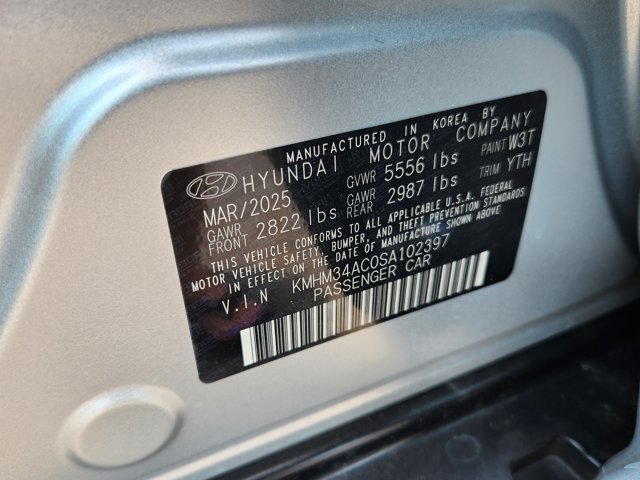 MANUFACTURED IN KOREA BY
HYUNDAI MOTOR COMPANY
MAR/2025 GVWR 5556 lbs PAINT W3T
GAWR FRONT 2822 lbs GAWR REAR 2987 lbs TRIM YTH
THIS VEHICLE CONFORMS TO ALL APPLICABLE U.S.A. FEDERAL
MOTOR VEHICLE SAFETY, BUMPER, AND THEFT PREVENTION STANDARDS
IN EFFECT ON THE DATE OF MANUFACTURE SHOWN ABOVE
V.I.N KMHM34AC0SA102397
PASSENGER CAR